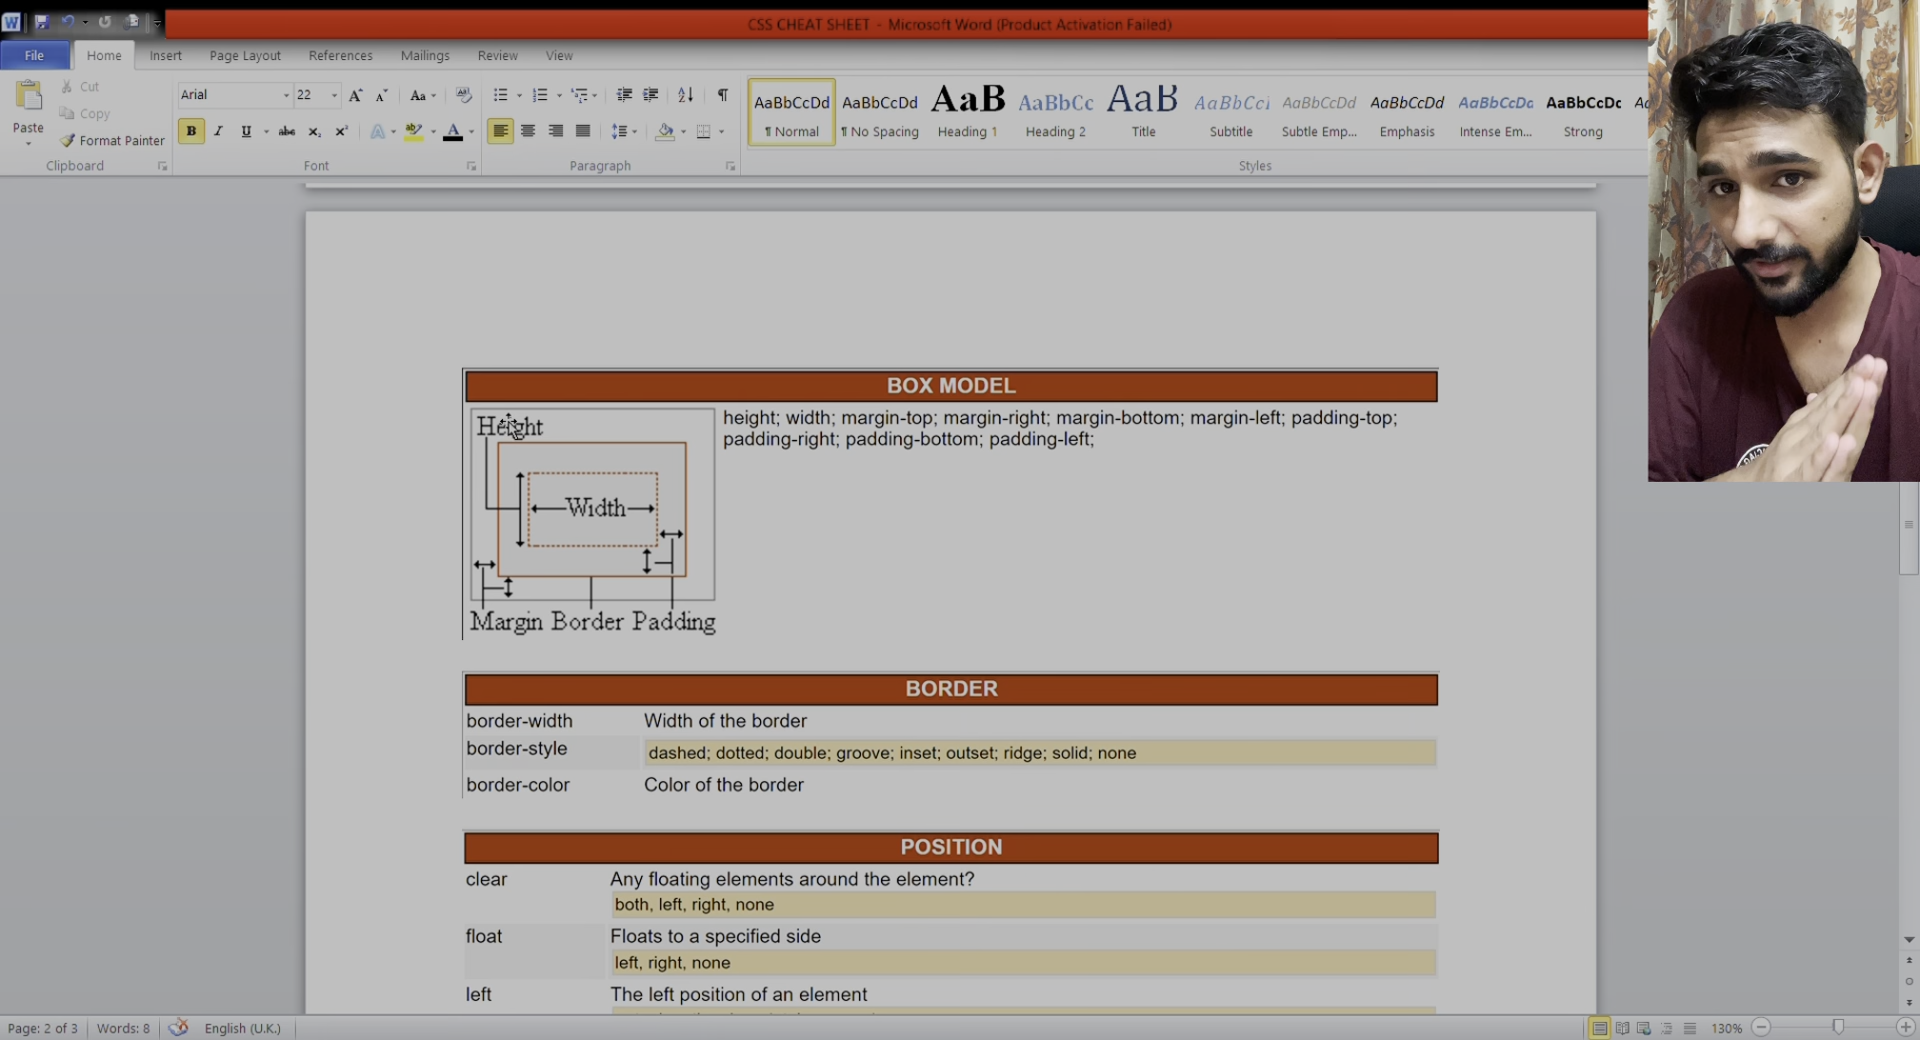 CSS CHEAT SHEET - Microsoft Word (Product Activation Failed)
File Home Insert Page Layout References Mailings Review View
Cut
Copy
Paste
Format Painter
Clipboard
Arial 22
Font
Paragraph
AaBbCcDd AaBbCcDd AaB AaBbCc AaB AaBbCcI AaBbCcDd AaBbCcDd AaBbCcDc AaBbCcDc
¶ Normal ¶ No Spacing Heading 1 Heading 2 Title Subtitle Subtle Emp... Emphasis Intense Em... Strong
Styles
BOX MODEL
Height
Width
Margin Border Padding
height; width; margin-top; margin-right; margin-bottom; margin-left; padding-top;
padding-right; padding-bottom; padding-left;
BORDER
border-width Width of the border
border-style dashed; dotted; double; groove; inset; outset; ridge; solid; none
border-color Color of the border
POSITION
clear Any floating elements around the element?
both, left, right, none
float Floats to a specified side
left, right, none
left The left position of an element
Page: 2 of 3 Words: 8 English (U.K.) 130%